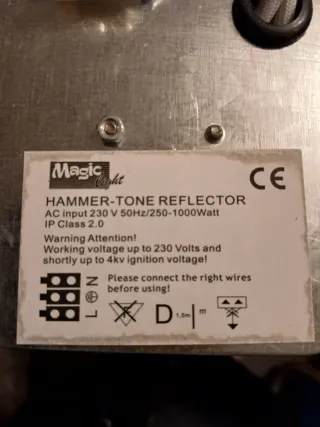 Magic
Light
CE
HAMMER-TONE REFLECTOR
AC input 230 V 50Hz/250-1000Watt
IP Class 2.0
Warning Attention!
Working voltage up to 230 Volts and
shortly up to 4kv ignition voltage!
Please connect the right wires
before using!
L N
F
D 1.5m m